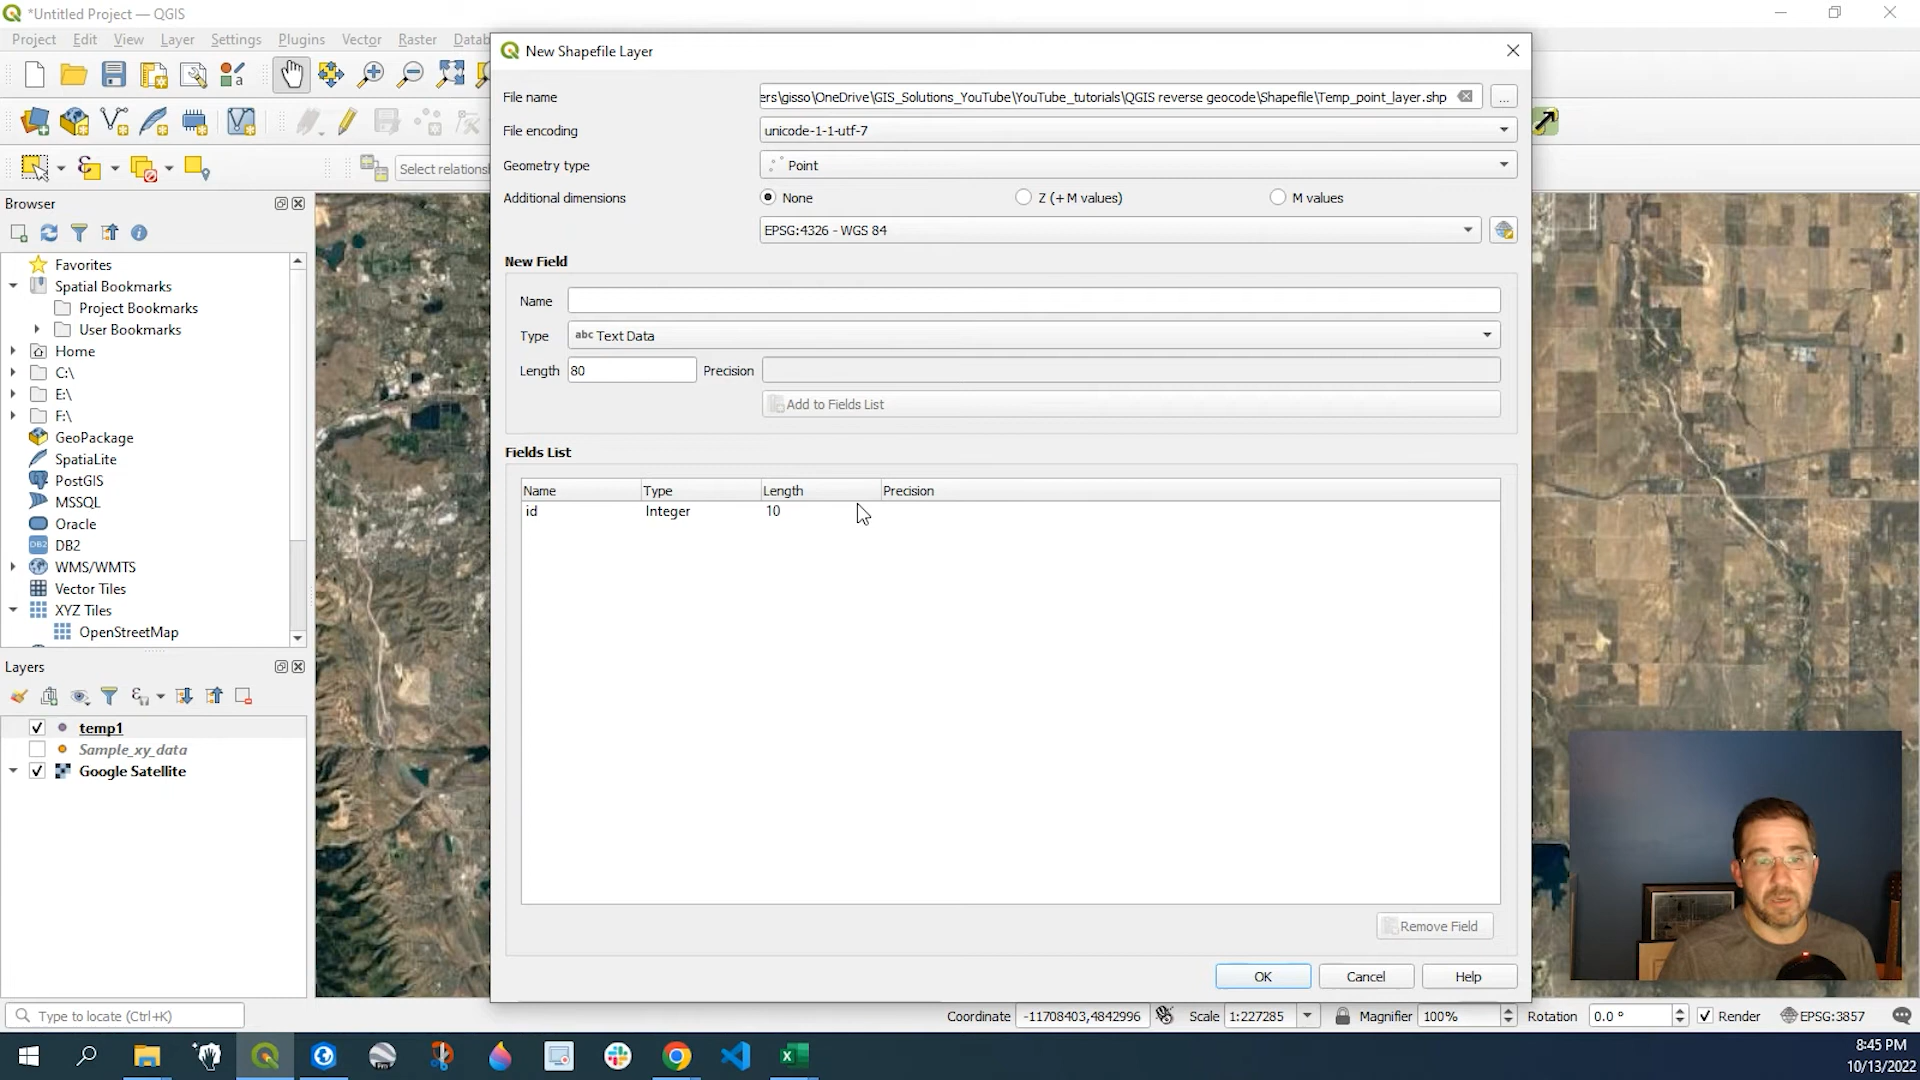 *Untitled Project — QGIS
Project Edit View Layer Settings Plugins Vector Raster Datab
New Shapefile Layer
File name
ers\gisso\OneDrive\GIS_Solutions_YouTube\YouTube_tutorials\QGIS reverse geocode\Shapefile\Temp_point_layer.shp
...
File encoding
unicode-1-1-utf-7
Geometry type
Point
Additional dimensions
None
Z (+ M values)
M values
EPSG:4326 - WGS 84
New Field
Name
Type
abc Text Data
Length
80
Precision
Add to Fields List
Fields List
Name Type Length Precision
id Integer 10
Remove Field
OK
Cancel
Help
Select relations
Browser
Favorites
Spatial Bookmarks
Project Bookmarks
User Bookmarks
Home
C:\
E:\
F:\
GeoPackage
SpatiaLite
PostGIS
MSSQL
Oracle
DB2
DB2
WMS/WMTS
Vector Tiles
XYZ Tiles
OpenStreetMap
Layers
temp1
Sample_xy_data
Google Satellite
Type to locate (Ctrl+K)
Coordinate -11708403,4842996
Scale 1:227285
Magnifier 100%
Rotation 0.0 °
Render
EPSG:3857
8:45 PM
10/13/2022